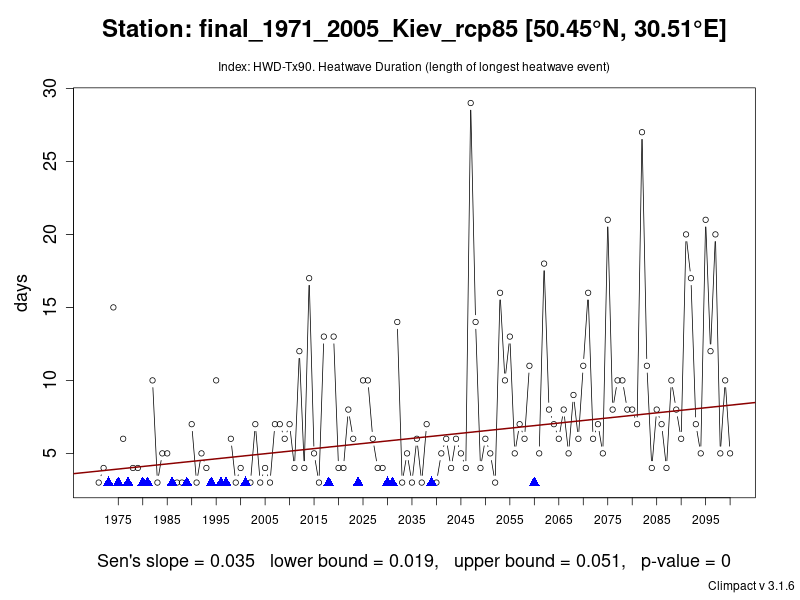 Station: final_1971_2005_Kiev_rcp85 [50.45°N, 30.51°E]
Index: HWD-Tx90. Heatwave Duration (length of longest heatwave event)
30
25
20
15
10
5
days
1975 1985 1995 2005 2015 2025 2035 2045 2055 2065 2075 2085 2095
Sen's slope = 0.035 lower bound = 0.019, upper bound = 0.051, p-value = 0
Climpact v 3.1.6